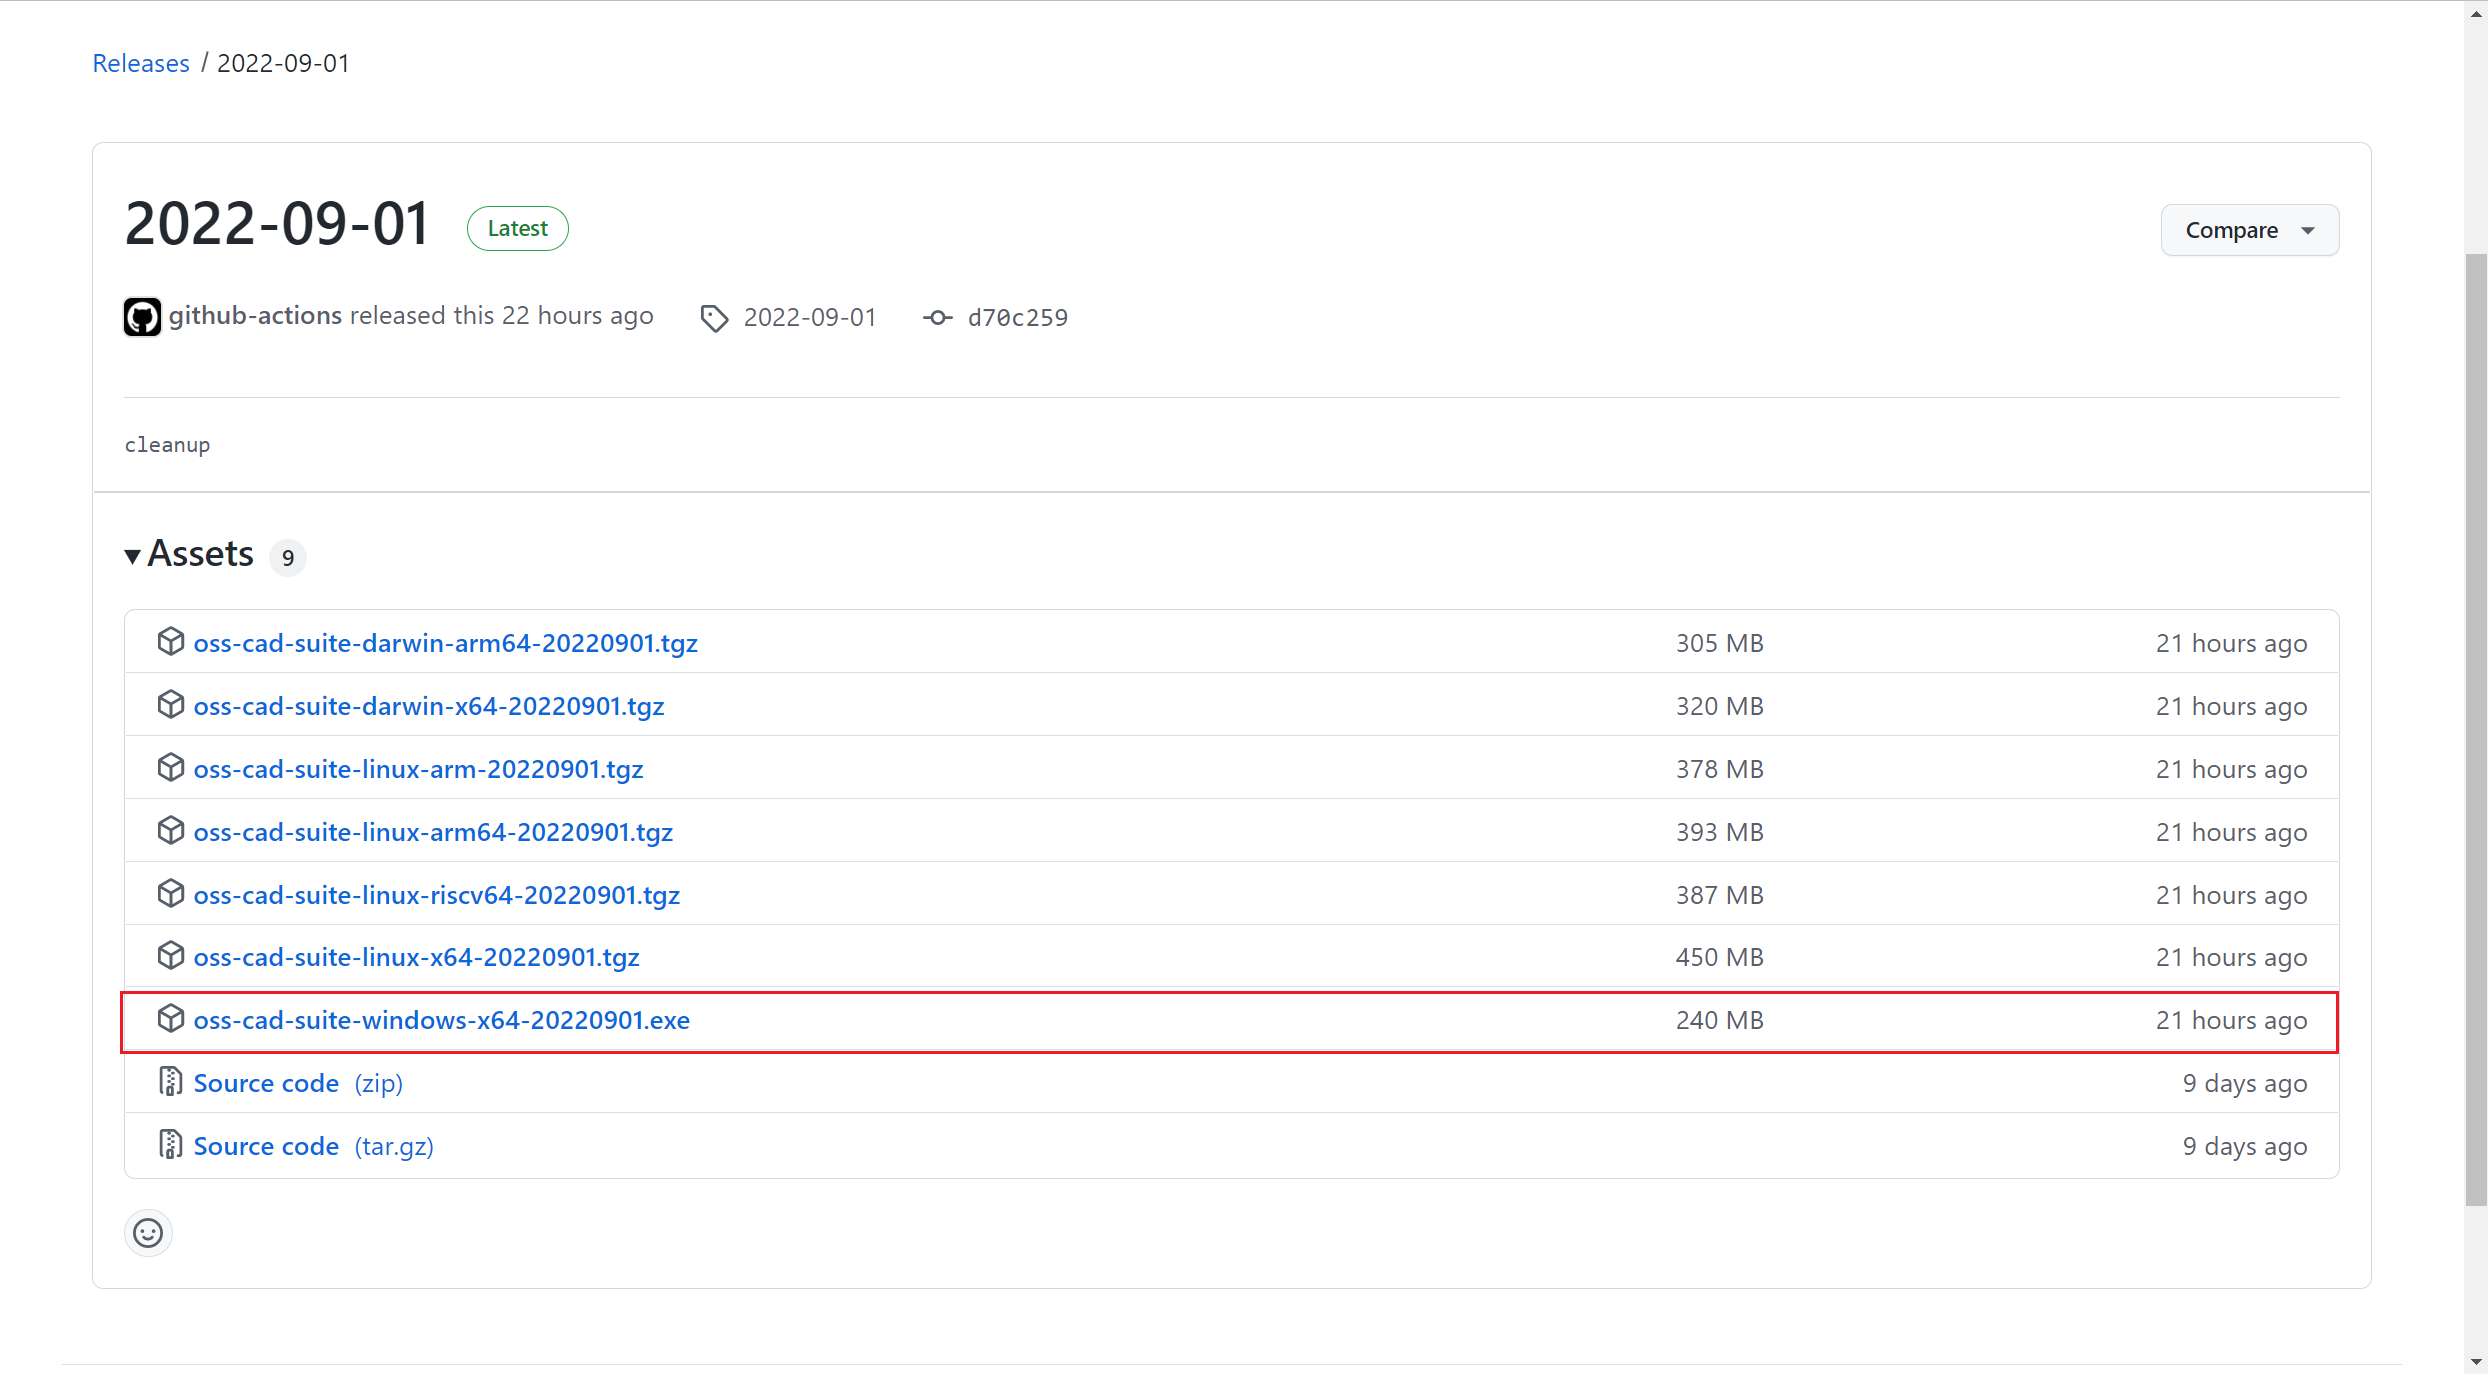 Releases / 2022-09-01
2022-09-01 Latest
Compare
github-actions released this 22 hours ago 2022-09-01 d70c259
cleanup
Assets 9
oss-cad-suite-darwin-arm64-20220901.tgz 305 MB 21 hours ago
oss-cad-suite-darwin-x64-20220901.tgz 320 MB 21 hours ago
oss-cad-suite-linux-arm-20220901.tgz 378 MB 21 hours ago
oss-cad-suite-linux-arm64-20220901.tgz 393 MB 21 hours ago
oss-cad-suite-linux-riscv64-20220901.tgz 387 MB 21 hours ago
oss-cad-suite-linux-x64-20220901.tgz 450 MB 21 hours ago
oss-cad-suite-windows-x64-20220901.exe 240 MB 21 hours ago
Source code (zip) 9 days ago
Source code (tar.gz) 9 days ago